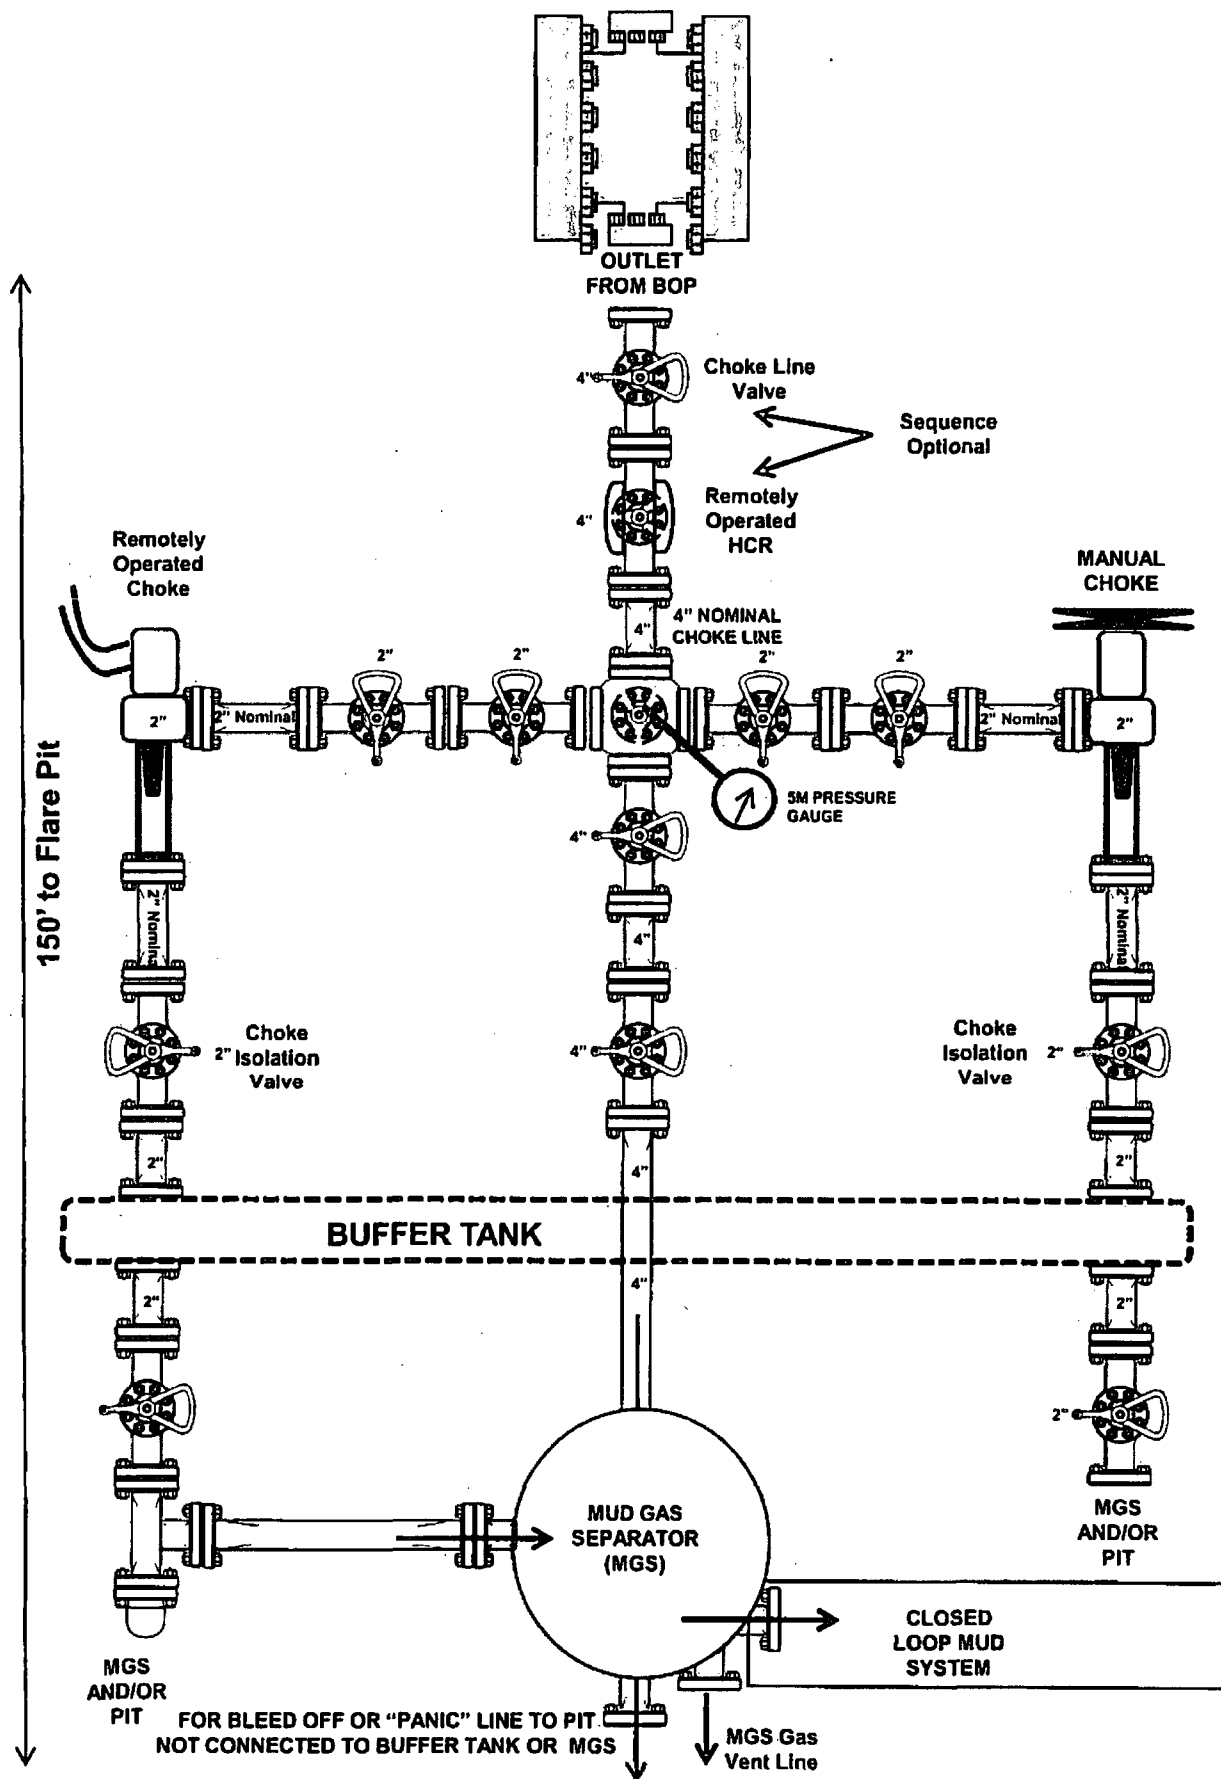 OUTLET
FROM BOP
4"
Choke Line
Valve
Sequence
Optional
4"
Remotely
Operated
HCR
Remotely
Operated
Choke
MANUAL
CHOKE
4"
4" NOMINAL
CHOKE LINE
2"
2"
2"
2"
2"
2" Nominal
2" Nominal
2"
5M PRESSURE
GAUGE
4"
150' to Flare Pit
2" Nominal
4"
2" Nominal
Choke
2" Isolation
Valve
4"
Choke
Isolation
Valve
2"
2"
4"
2"
BUFFER TANK
2"
4"
2"
2"
MUD GAS
SEPARATOR
(MGS)
MGS
AND/OR
PIT
CLOSED
LOOP MUD
SYSTEM
MGS
AND/OR
PIT
FOR BLEED OFF OR "PANIC" LINE TO PIT
NOT CONNECTED TO BUFFER TANK OR MGS
MGS Gas
Vent Line